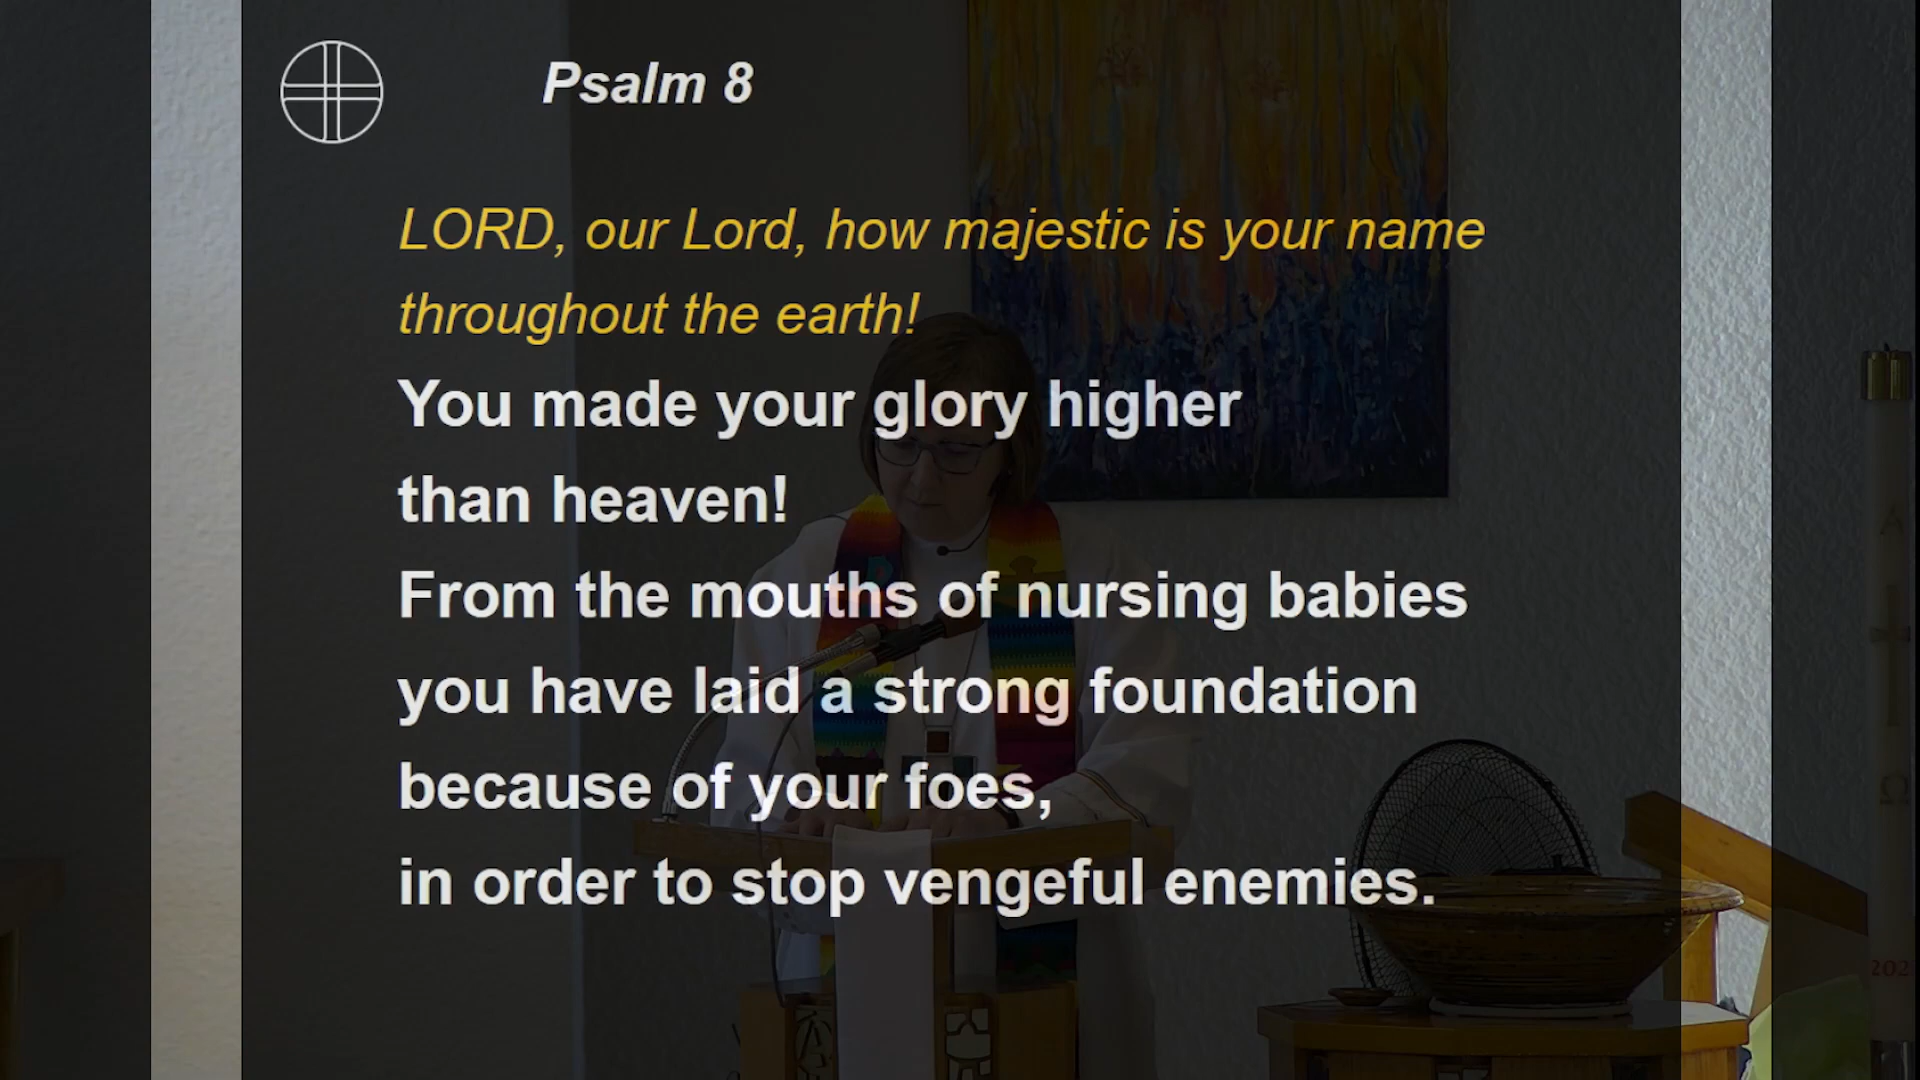 Psalm 8
LORD, our Lord, how majestic is your name
throughout the earth!
You made your glory higher
than heaven!
From the mouths of nursing babies
you have laid a strong foundation
because of your foes,
in order to stop vengeful enemies.
A
Ω
202